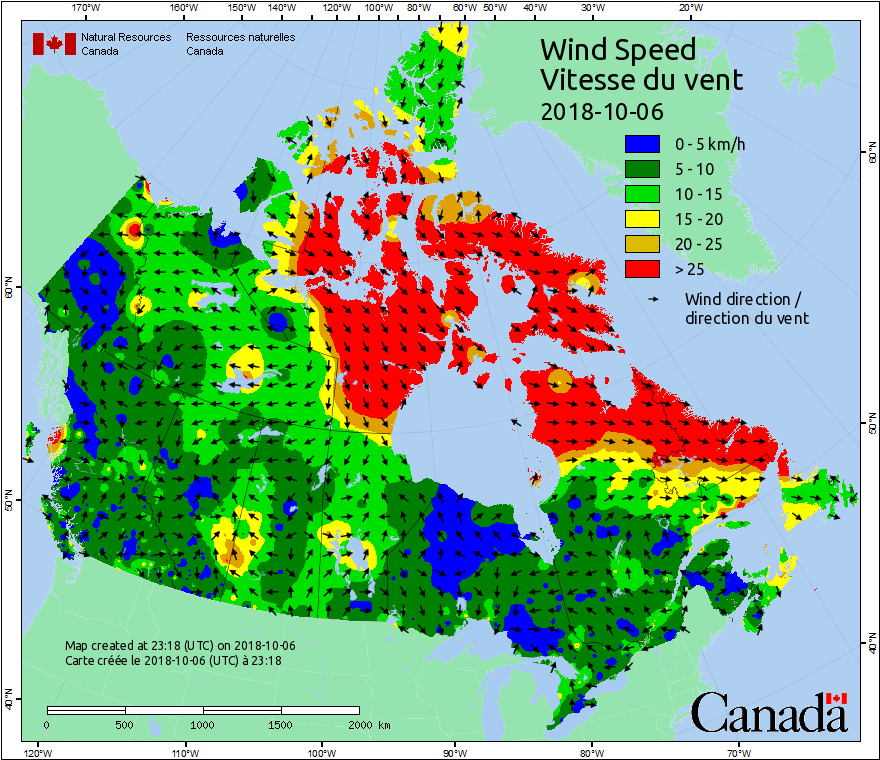 170°W 160°W 150°W 140°W 120°W 100°W 80°W 60°W 50°W 40°W 30°W 20°W
Natural Resources Ressources naturelles
Canada Canada
Wind Speed
Vitesse du vent
2018-10-06
0 - 5 km/h
5 - 10
10 - 15
15 - 20
20 - 25
> 25
Wind direction /
direction du vent
60°N 60°N
50°N 50°N
40°N 40°N
Map created at 23:18 (UTC) on 2018-10-06
Carte créée le 2018-10-06 (UTC) à 23:18
0 500 1000 1500 2000 km
Canada
120°W 110°W 100°W 90°W 80°W 70°W